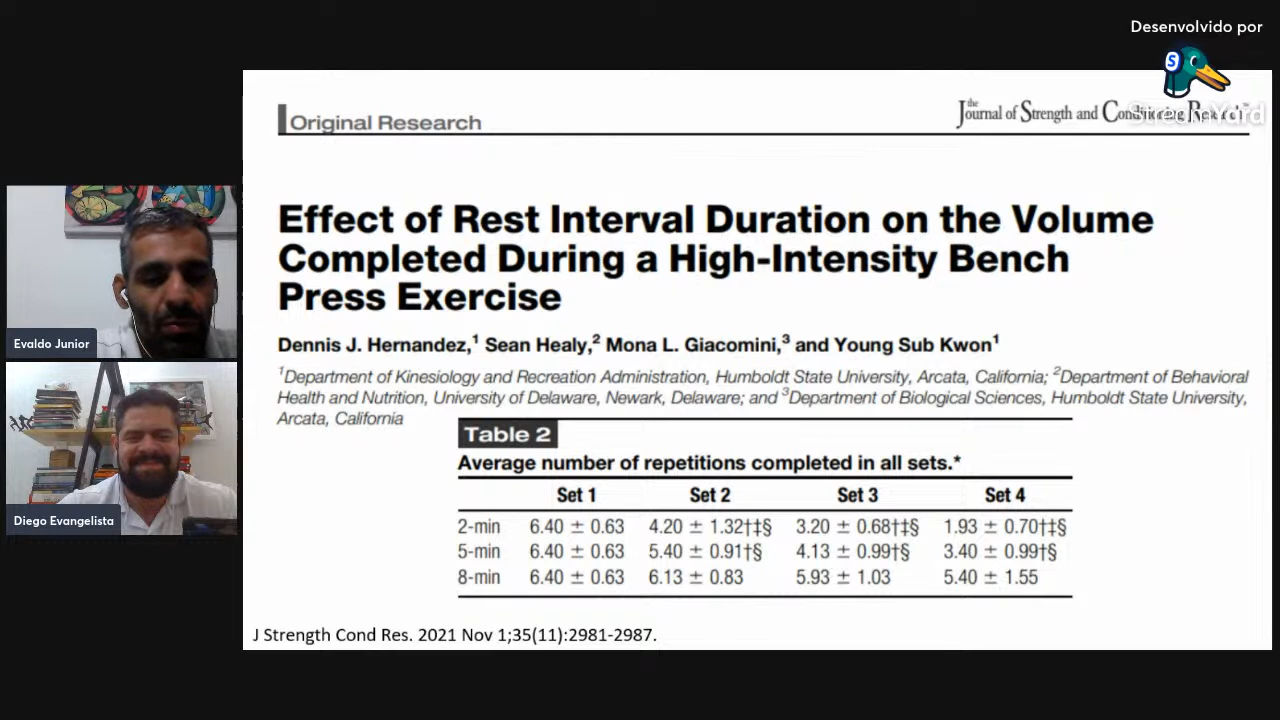 Desenvolvido por
S
StreamYard
Original Research
the Journal of Strength and Conditioning Research™
Effect of Rest Interval Duration on the Volume
Completed During a High-Intensity Bench
Press Exercise
Dennis J. Hernandez,¹ Sean Healy,² Mona L. Giacomini,³ and Young Sub Kwon¹
¹Department of Kinesiology and Recreation Administration, Humboldt State University, Arcata, California; ²Department of Behavioral
Health and Nutrition, University of Delaware, Newark, Delaware; and ³Department of Biological Sciences, Humboldt State University,
Arcata, California
Table 2
Average number of repetitions completed in all sets.*
Set 1 Set 2 Set 3 Set 4
2-min 6.40 ± 0.63 4.20 ± 1.32†‡§ 3.20 ± 0.68†‡§ 1.93 ± 0.70†‡§
5-min 6.40 ± 0.63 5.40 ± 0.91†§ 4.13 ± 0.99†§ 3.40 ± 0.99†§
8-min 6.40 ± 0.63 6.13 ± 0.83 5.93 ± 1.03 5.40 ± 1.55
J Strength Cond Res. 2021 Nov 1;35(11):2981-2987.
Evaldo Junior
Diego Evangelista